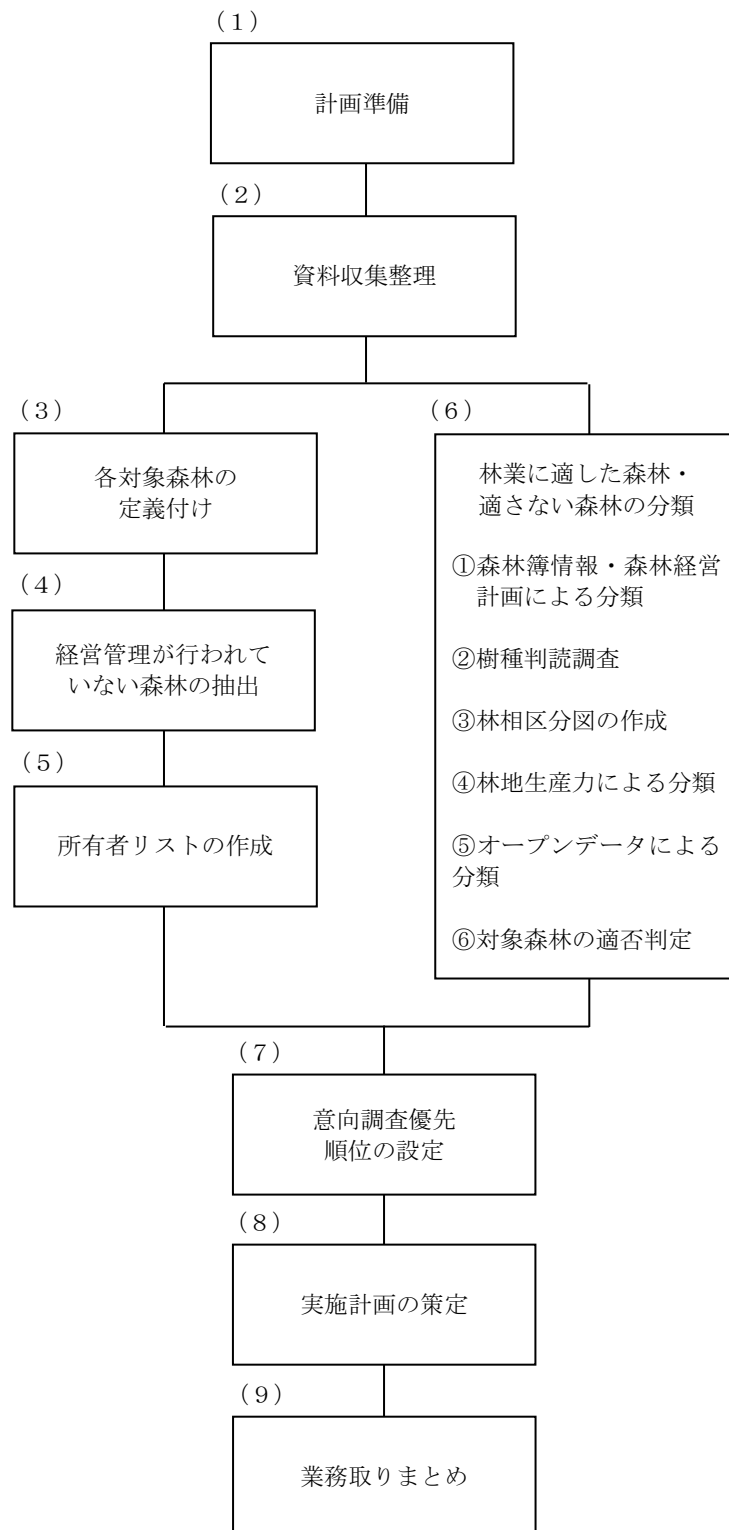 （１）
計画準備
（２）
資料収集整理
（３）
各対象森林の
定義付け
（４）
経営管理が行われて
いない森林の抽出
（５）
所有者リストの作成
（６）
林業に適した森林・
適さない森林の分類
①森林簿情報・森林経営
計画による分類
②樹種判読調査
③林相区分図の作成
④林地生産力による分類
⑤オープンデータによる
分類
⑥対象森林の適否判定
（７）
意向調査優先
順位の設定
（８）
実施計画の策定
（９）
業務取りまとめ